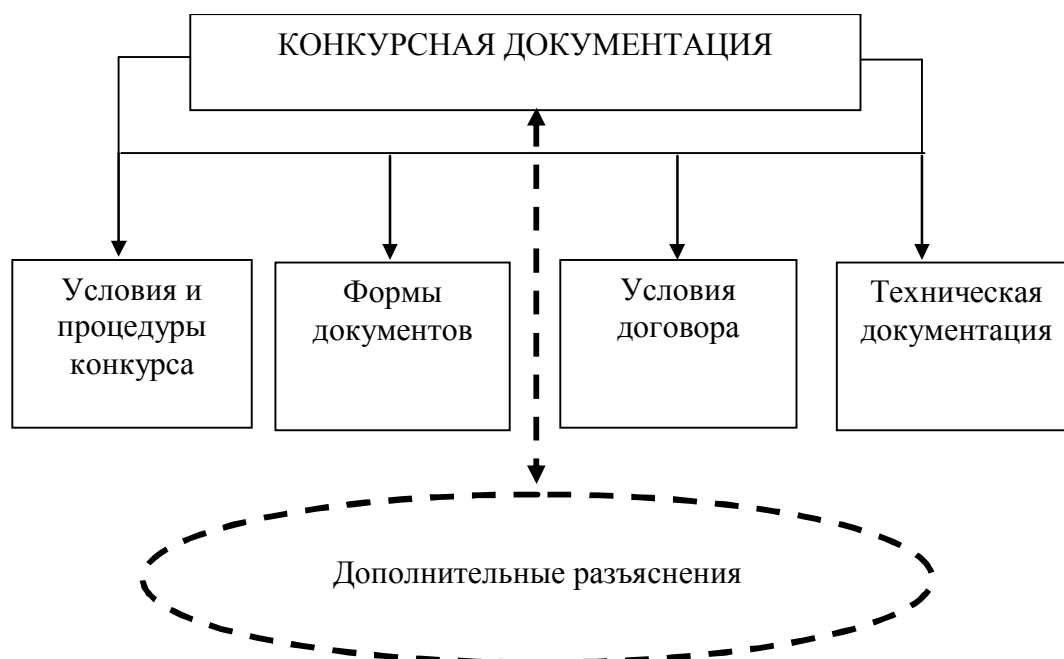 КОНКУРСНАЯ ДОКУМЕНТАЦИЯ
Условия и
процедуры
конкурса
Формы
документов
Условия
договора
Техническая
документация
Дополнительные разъяснения